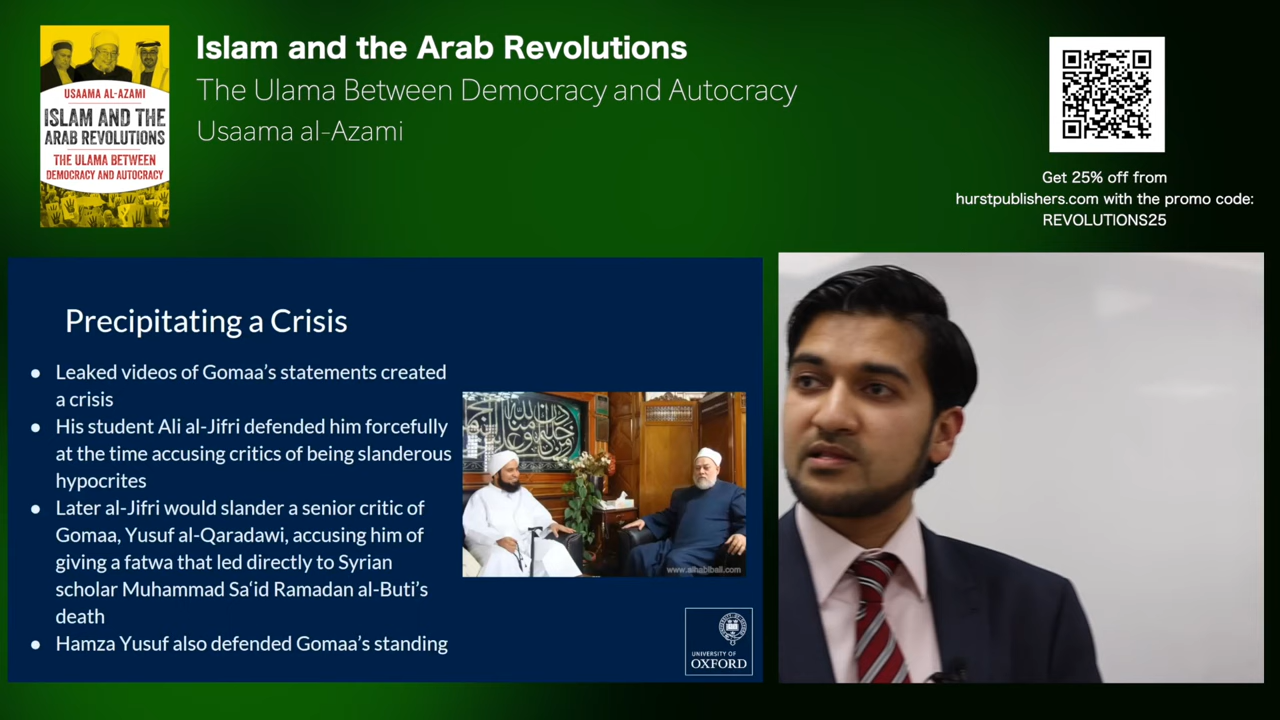 Islam and the Arab Revolutions
The Ulama Between Democracy and Autocracy
Usaama al-Azami
USAAMA AL-AZAMI
ISLAM AND THE
ARAB REVOLUTIONS
THE ULAMA BETWEEN
DEMOCRACY AND AUTOCRACY
Get 25% off from
hurstpublishers.com with the promo code:
REVOLUTIONS25
Precipitating a Crisis
● Leaked videos of Gomaa’s statements created
a crisis
● His student Ali al-Jifri defended him forcefully
at the time accusing critics of being slanderous
hypocrites
● Later al-Jifri would slander a senior critic of
Gomaa, Yusuf al-Qaradawi, accusing him of
giving a fatwa that led directly to Syrian
scholar Muhammad Sa‘id Ramadan al-Buti’s
death
● Hamza Yusuf also defended Gomaa’s standing
www.alhabibali.com
UNIVERSITY OF
OXFORD